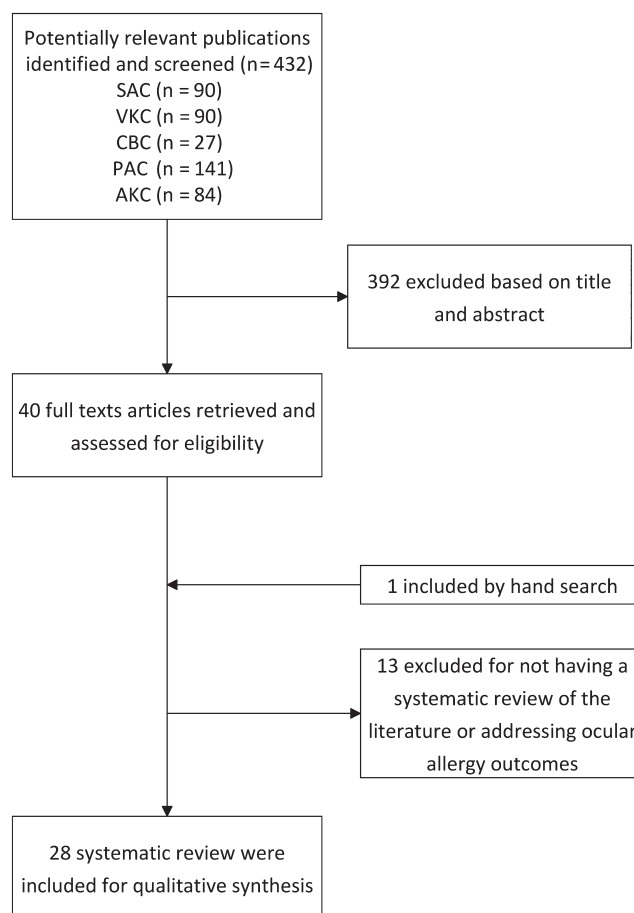 Potentially relevant publications
identified and screened (n=432)
SAC (n = 90)
VKC (n = 90)
CBC (n = 27)
PAC (n = 141)
AKC (n = 84)
392 excluded based on title
and abstract
40 full texts articles retrieved and
assessed for eligibility
1 included by hand search
13 excluded for not having a
systematic review of the
literature or addressing ocular
allergy outcomes
28 systematic review were
included for qualitative synthesis